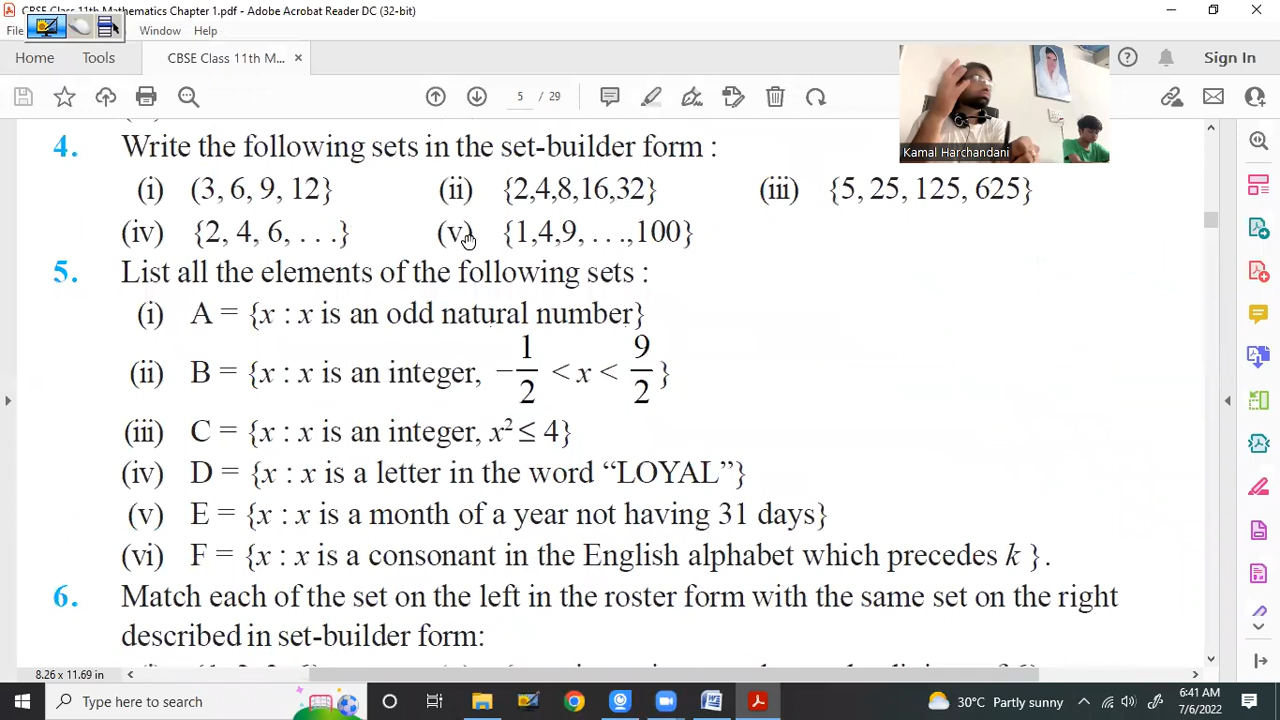 CBSE Class 11th Mathematics Chapter 1.pdf - Adobe Acrobat Reader DC (32-bit)
File Window Help
Home Tools CBSE Class 11th M... × Sign In
5 / 29
4. Write the following sets in the set-builder form :
(i) (3, 6, 9, 12} (ii) {2,4,8,16,32} (iii) {5, 25, 125, 625}
(iv) {2, 4, 6, . . .} (v) {1,4,9, . . .,100}
5. List all the elements of the following sets :
(i) A = {x : x is an odd natural number}
(ii) B = {x : x is an integer, −1/2 < x < 9/2 }
(iii) C = {x : x is an integer, x² ≤ 4}
(iv) D = {x : x is a letter in the word “LOYAL”}
(v) E = {x : x is a month of a year not having 31 days}
(vi) F = {x : x is a consonant in the English alphabet which precedes k }.
6. Match each of the set on the left in the roster form with the same set on the right
described in set-builder form:
Kamal Harchandani
8.26 x 11.69 in
Type here to search
30°C Partly sunny
6:41 AM
7/6/2022